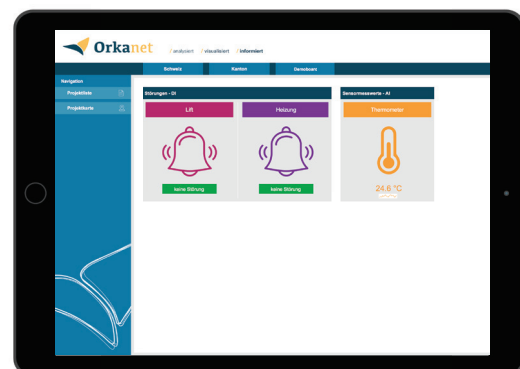 Orkanet / analysiert / visualisiert / informiert
Schweiz Kanton Demoboard
Navigation
Projektliste
Projektkarte
Störungen - DI
Sensormesswerte - AI
Lift
Heizung
Thermometer
keine Störung
keine Störung
24.6 °C